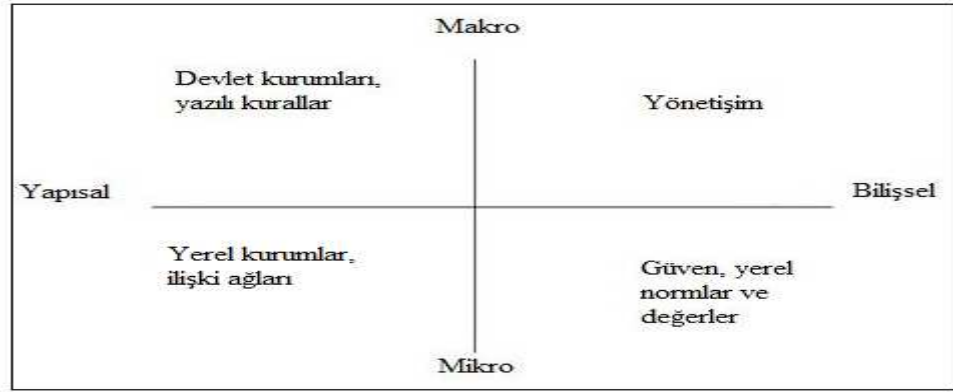 Makro
Devlet kurumları,
yazılı kurallar
Yönetişim
Yapısal
Bilişsel
Yerel kurumlar,
ilişki ağları
Güven, yerel
normlar ve
değerler
Mikro